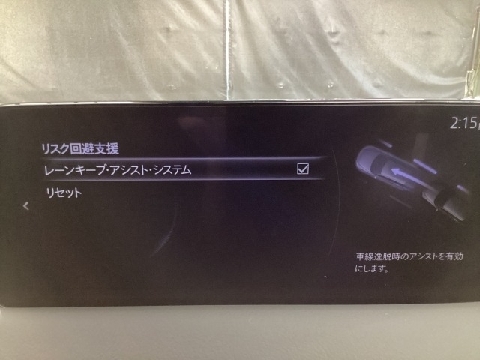 2:15
リスク回避支援
レーンキープ・アシスト・システム
リセット
車線逸脱時のアシストを有効
にします。